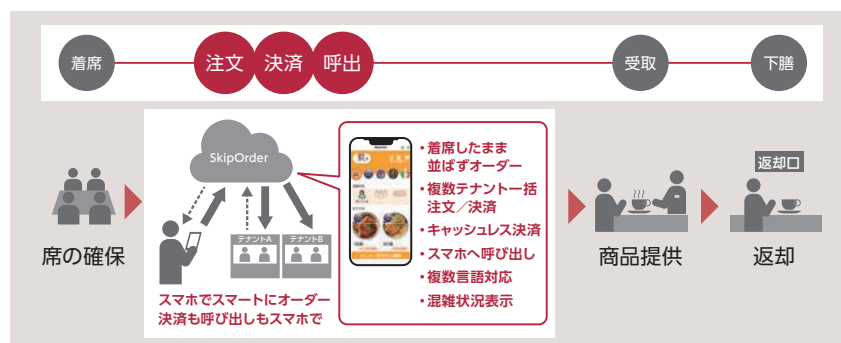 着席
注文
決済
呼出
受取
下膳
席の確保
SkipOrder
テナントA
テナントB
スマホでスマートにオーダー
決済も呼び出しもスマホで
・着席したまま
並ばずオーダー
・複数テナント一括
注文／決済
・キャッシュレス決済
・スマホへ呼び出し
・複数言語対応
・混雑状況表示
商品提供
返却口
返却